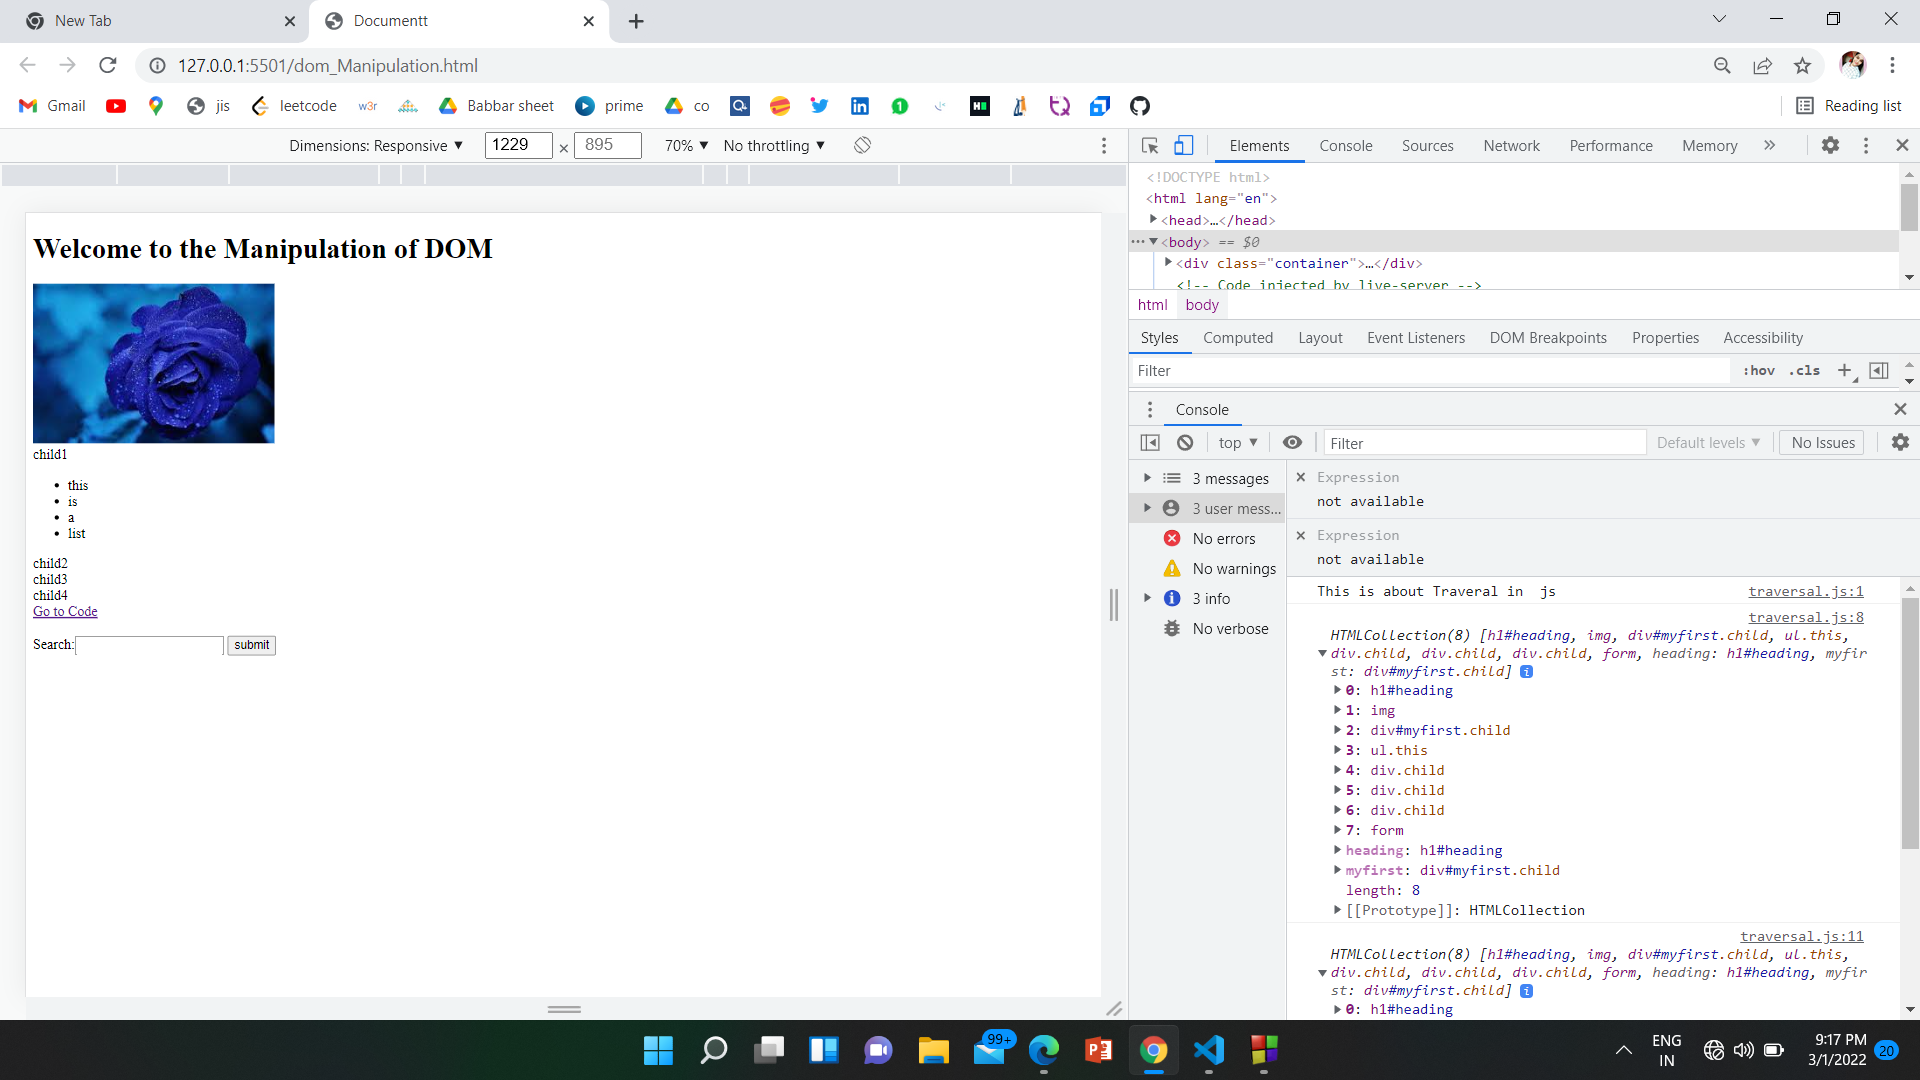 New Tab
Documentt
127.0.0.1:5501/dom_Manipulation.html
Gmail
jis
leetcode
w3r
Babbar sheet
prime
co
Reading list
Dimensions: Responsive ▼
1229 × 895
70% ▼
No throttling ▼
Elements
Console
Sources
Network
Performance
Memory
»
<!DOCTYPE html>
<html lang="en">
<head>…</head>
<body> == $0
<div class="container">…</div>
<!-- Code injected by live-server -->
html
body
Styles
Computed
Layout
Event Listeners
DOM Breakpoints
Properties
Accessibility
Filter
:hov
.cls
Console
top ▼
Filter
Default levels ▼
No Issues
3 messages
3 user mess...
No errors
No warnings
3 info
No verbose
Expression
not available
Expression
not available
This is about Traveral in  js
traversal.js:1
traversal.js:8
HTMLCollection(8) [h1#heading, img, div#myfirst.child, ul.this,
div.child, div.child, div.child, form, heading: h1#heading, myfir
st: div#myfirst.child]
0: h1#heading
1: img
2: div#myfirst.child
3: ul.this
4: div.child
5: div.child
6: div.child
7: form
heading: h1#heading
myfirst: div#myfirst.child
length: 8
[[Prototype]]: HTMLCollection
traversal.js:11
HTMLCollection(8) [h1#heading, img, div#myfirst.child, ul.this,
div.child, div.child, div.child, form, heading: h1#heading, myfir
st: div#myfirst.child]
0: h1#heading
Welcome to the Manipulation of DOM
child1
• this
• is
• a
• list
child2
child3
child4
Go to Code
Search:
submit
99+
ENG
IN
9:17 PM
3/1/2022
20